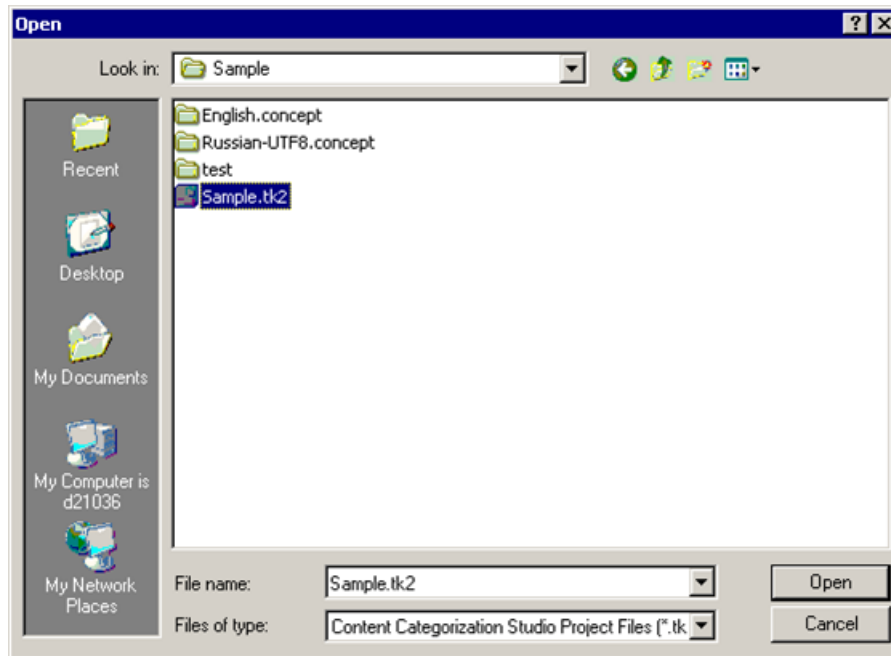 Open
Look in:
Sample
English.concept
Russian-UTF8.concept
test
Sample.tk2
Recent
Desktop
My Documents
My Computer is
d21036
My Network
Places
File name:
Sample.tk2
Open
Files of type:
Content Categorization Studio Project Files (*.tk
Cancel